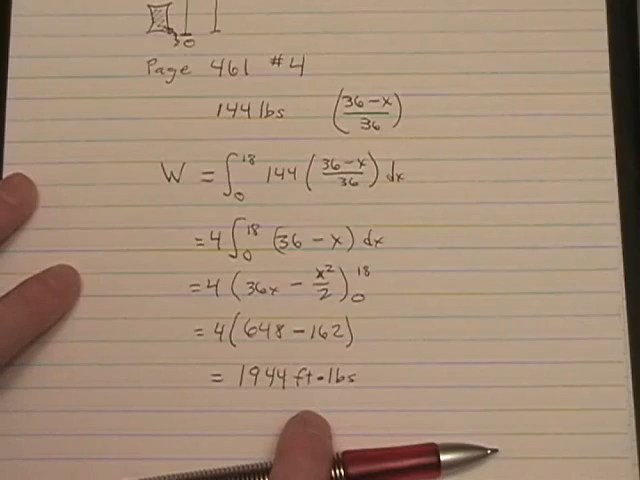 30
Page 461 #4
144 lbs (36-x/36)
W = ∫₀¹⁸ 144 (36-x/36) dx
= 4 ∫₀¹⁸ (36 - x) dx
= 4 (36x - x²/2)₀¹⁸
= 4 (648 - 162)
= 1944 ft·lbs